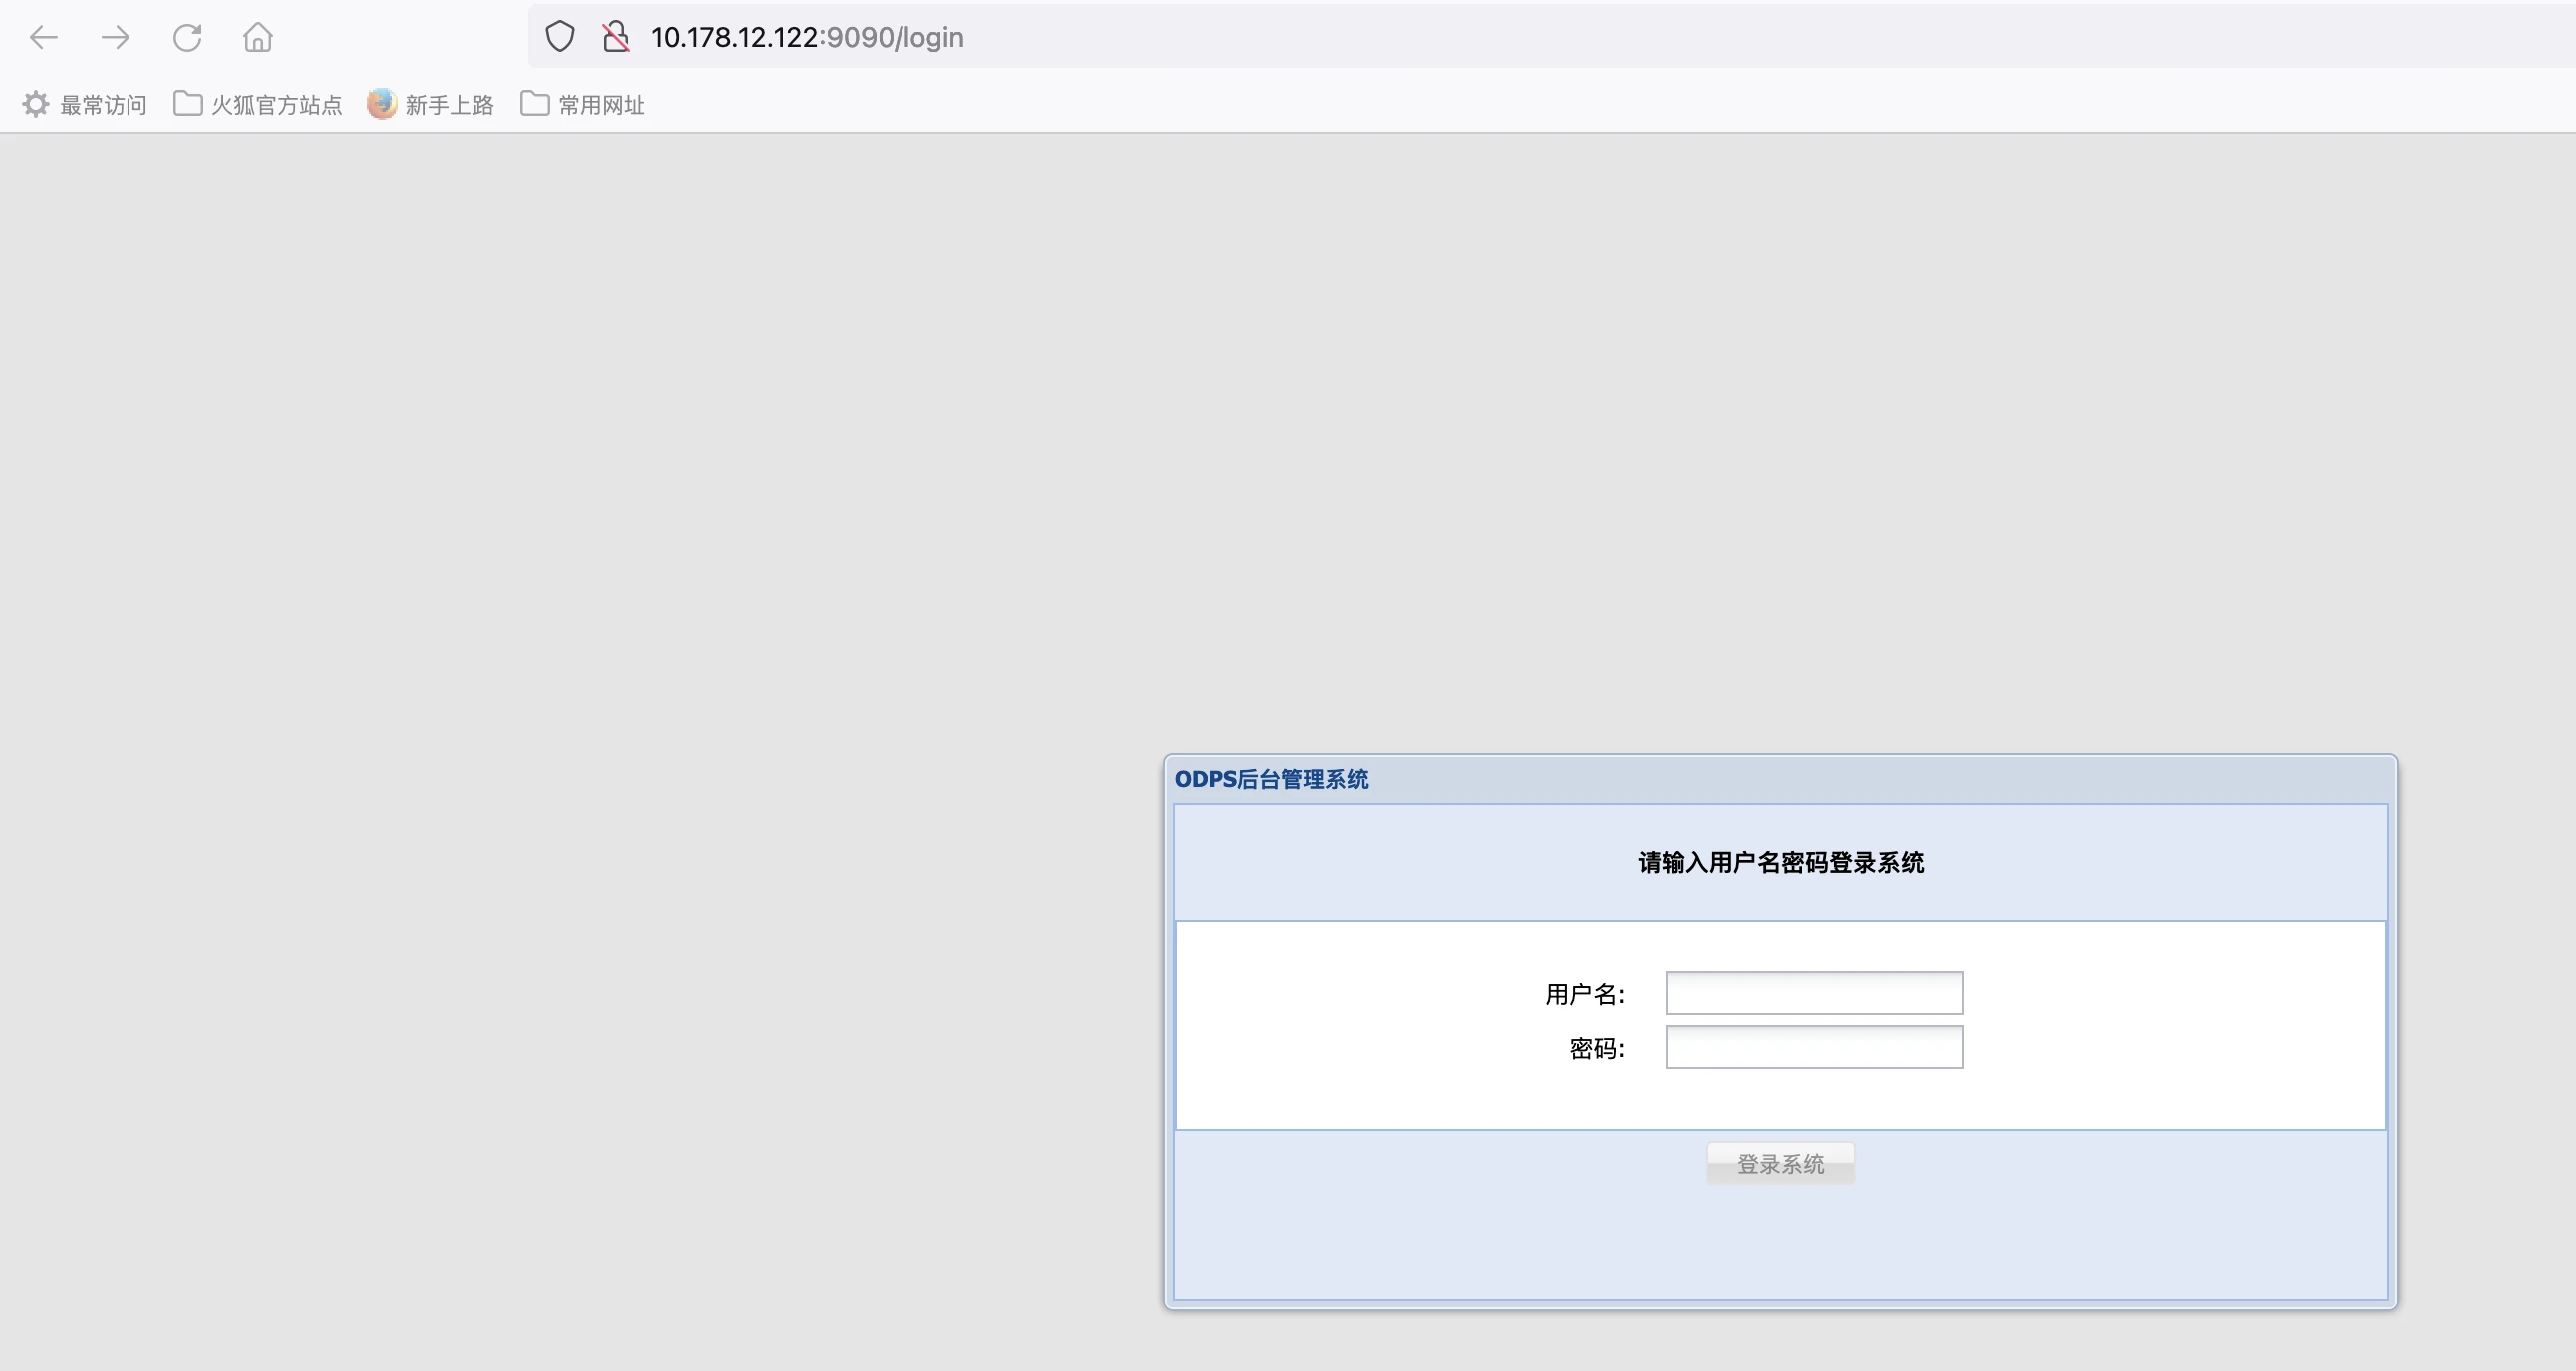 10.178.12.122:9090/login
最常访问 火狐官方站点 新手上路 常用网址
ODPS后台管理系统
请输入用户名密码登录系统
用户名:
密码:
登录系统